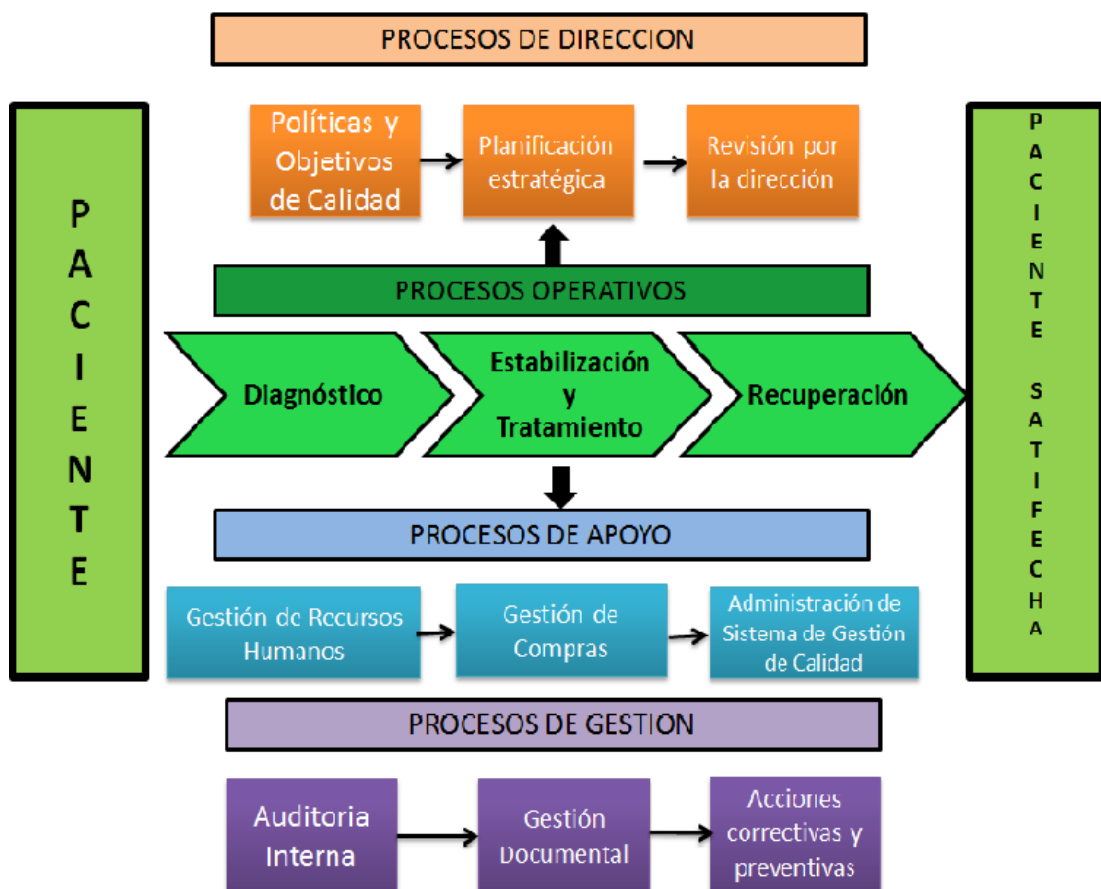 PROCESOS DE DIRECCION
PACIENTE
Políticas y
Objetivos
de Calidad
Planificación
estratégica
Revisión por
la dirección
PROCESOS OPERATIVOS
Diagnóstico
Estabilización
y
Tratamiento
Recuperación
PROCESOS DE APOYO
Gestión de Recursos
Humanos
Gestión de
Compras
Administración de
Sistema de Gestión
de Calidad
PROCESOS DE GESTION
Auditoria
Interna
Gestión
Documental
Acciones
correctivas y
preventivas
PACIENTE SATIFECHA